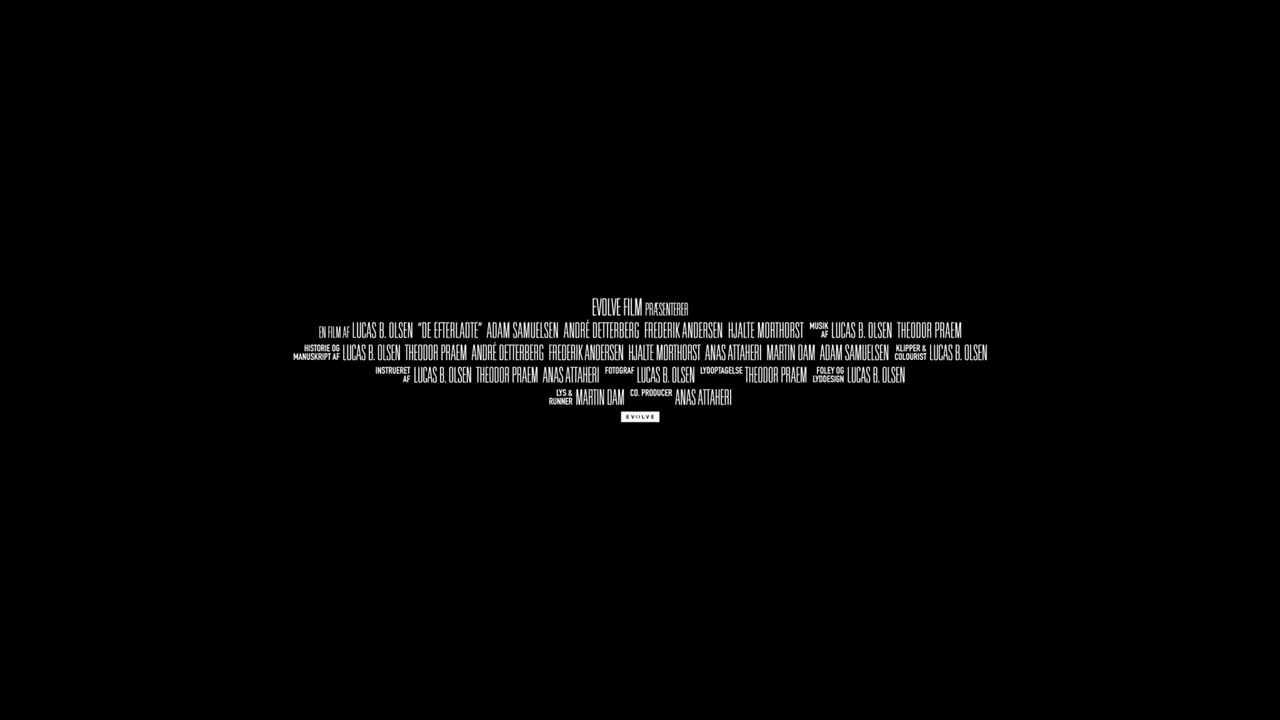 EVOLVE FILM PRÆSENTERER
EN FILM AF LUCAS B. OLSEN "DE EFTERLADTE" ADAM SAMUELSEN ANDRÉ DETTERBERG FREDERIK ANDERSEN HJALTE MORTHORST MUSIK AF LUCAS B. OLSEN THEODOR PRAEM
HISTORIE OG MANUSKRIPT AF LUCAS B. OLSEN THEODOR PRAEM ANDRÉ DETTERBERG FREDERIK ANDERSEN HJALTE MORTHORST ANAS ATTAHERI MARTIN DAM ADAM SAMUELSEN KLIPPER & COLOURIST LUCAS B. OLSEN
INSTRUERET AF LUCAS B. OLSEN THEODOR PRAEM ANAS ATTAHERI FOTOGRAF LUCAS B. OLSEN LYDOPTAGELSE THEODOR PRAEM FOLEY OG LYDDESIGN LUCAS B. OLSEN
LYS & RUNNER MARTIN DAM CO. PRODUCER ANAS ATTAHERI
EVOLVE